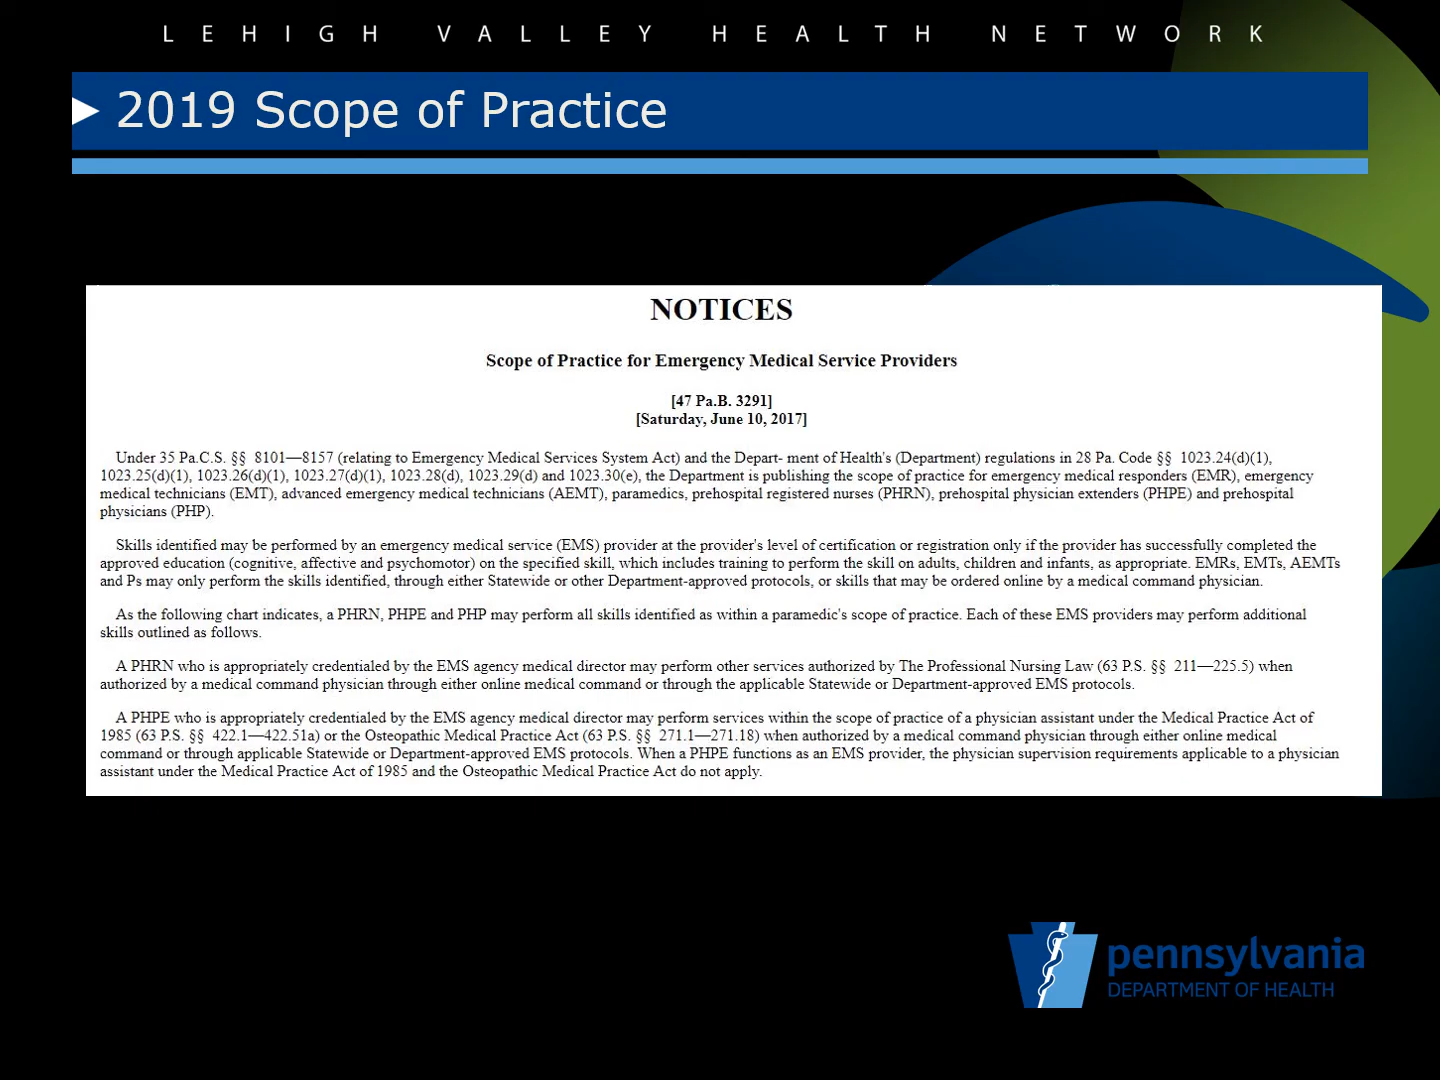 LEHIGH VALLEY HEALTH NETWORK
2019 Scope of Practice
NOTICES
Scope of Practice for Emergency Medical Service Providers
[47 Pa.B. 3291]
[Saturday, June 10, 2017]
Under 35 Pa.C.S. §§ 8101—8157 (relating to Emergency Medical Services System Act) and the Depart- ment of Health's (Department) regulations in 28 Pa. Code §§ 1023.24(d)(1),
1023.25(d)(1), 1023.26(d)(1), 1023.27(d)(1), 1023.28(d), 1023.29(d) and 1023.30(e), the Department is publishing the scope of practice for emergency medical responders (EMR), emergency
medical technicians (EMT), advanced emergency medical technicians (AEMT), paramedics, prehospital registered nurses (PHRN), prehospital physician extenders (PHPE) and prehospital
physicians (PHP).
Skills identified may be performed by an emergency medical service (EMS) provider at the provider's level of certification or registration only if the provider has successfully completed the
approved education (cognitive, affective and psychomotor) on the specified skill, which includes training to perform the skill on adults, children and infants, as appropriate. EMRs, EMTs, AEMTs
and Ps may only perform the skills identified, through either Statewide or other Department-approved protocols, or skills that may be ordered online by a medical command physician.
As the following chart indicates, a PHRN, PHPE and PHP may perform all skills identified as within a paramedic's scope of practice. Each of these EMS providers may perform additional
skills outlined as follows.
A PHRN who is appropriately credentialed by the EMS agency medical director may perform other services authorized by The Professional Nursing Law (63 P.S. §§ 211—225.5) when
authorized by a medical command physician through either online medical command or through the applicable Statewide or Department-approved EMS protocols.
A PHPE who is appropriately credentialed by the EMS agency medical director may perform services within the scope of practice of a physician assistant under the Medical Practice Act of
1985 (63 P.S. §§ 422.1—422.51a) or the Osteopathic Medical Practice Act (63 P.S. §§ 271.1—271.18) when authorized by a medical command physician through either online medical
command or through applicable Statewide or Department-approved EMS protocols. When a PHPE functions as an EMS provider, the physician supervision requirements applicable to a physician
assistant under the Medical Practice Act of 1985 and the Osteopathic Medical Practice Act do not apply.
pennsylvania
DEPARTMENT OF HEALTH